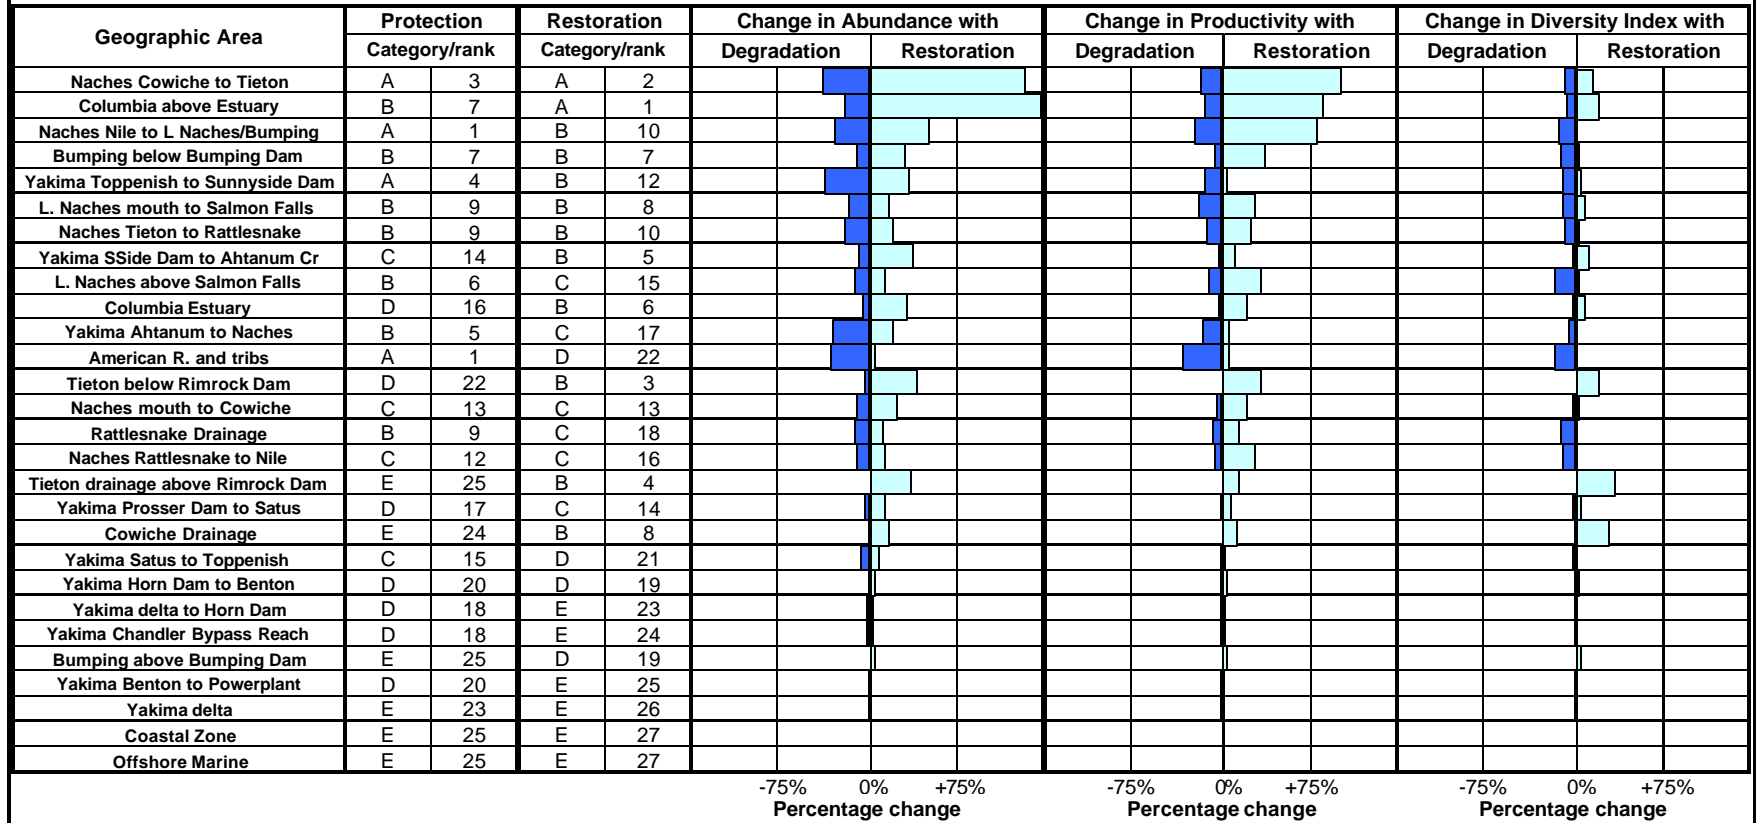 Geographic Area Protection Restoration Change in Abundance with Change in Productivity with Change in Diversity Index with
Category/rank Category/rank Degradation Restoration Degradation Restoration Degradation Restoration
Naches Cowiche to Tieton A 3 A 2
Columbia above Estuary B 7 A 1
Naches Nile to L Naches/Bumping A 1 B 10
Bumping below Bumping Dam B 7 B 7
Yakima Toppenish to Sunnyside Dam A 4 B 12
L. Naches mouth to Salmon Falls B 9 B 8
Naches Tieton to Rattlesnake B 9 B 10
Yakima SSide Dam to Ahtanum Cr C 14 B 5
L. Naches above Salmon Falls B 6 C 15
Columbia Estuary D 16 B 6
Yakima Ahtanum to Naches B 5 C 17
American R. and tribs A 1 D 22
Tieton below Rimrock Dam D 22 B 3
Naches mouth to Cowiche C 13 C 13
Rattlesnake Drainage B 9 C 18
Naches Rattlesnake to Nile C 12 C 16
Tieton drainage above Rimrock Dam E 25 B 4
Yakima Prosser Dam to Satus D 17 C 14
Cowiche Drainage E 24 B 8
Yakima Satus to Toppenish C 15 D 21
Yakima Horn Dam to Benton D 20 D 19
Yakima delta to Horn Dam D 18 E 23
Yakima Chandler Bypass Reach D 18 E 24
Bumping above Bumping Dam E 25 D 19
Yakima Benton to Powerplant D 20 E 25
Yakima delta E 23 E 26
Coastal Zone E 25 E 27
Offshore Marine E 25 E 27
-75% 0% +75% -75% 0% +75% -75% 0% +75%
Percentage change Percentage change Percentage change